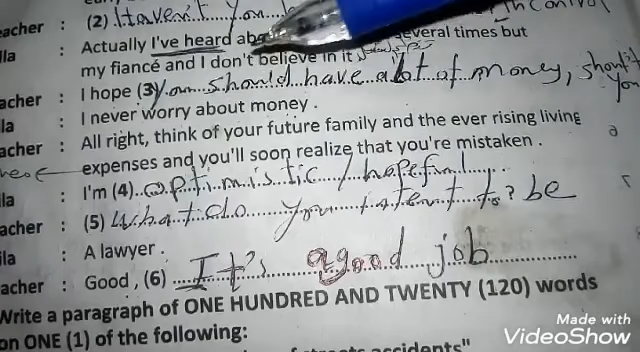 eacher : (2) Haven't You
lla : Actually I've heard several times but
my fiancé and I don't believe in it
acher : I hope (3) You should have a lot of money, shouldn't you
la : I never worry about money .
acher : All right, think of your future family and the ever rising living
expenses and you'll soon realize that you're mistaken .
ila : I'm (4) optimistic / hopeful
acher : (5) What do you intent to be ?
ila : A lawyer .
acher : Good , (6) It's a good job
Write a paragraph of ONE HUNDRED AND TWENTY (120) words
on ONE (1) of the following:
accidents"
Made with
VideoShow